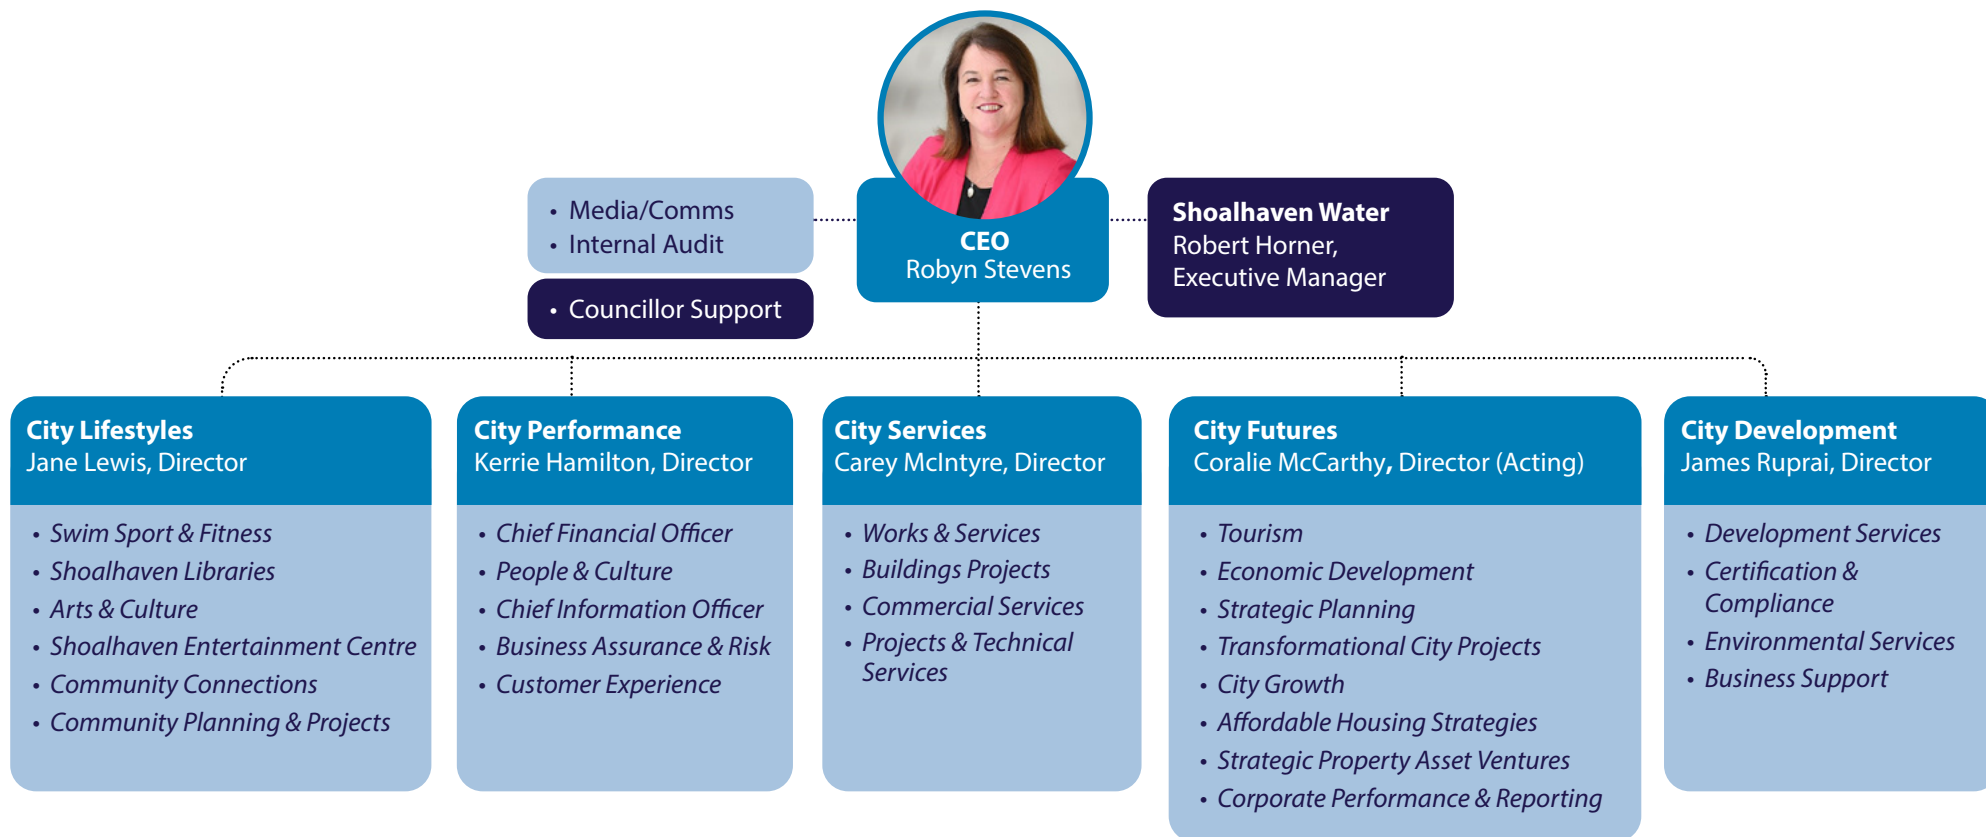 • Media/Comms
• Internal Audit
• Councillor Support
CEO
Robyn Stevens
Shoalhaven Water
Robert Horner,
Executive Manager
City Lifestyles
Jane Lewis, Director
• Swim Sport & Fitness
• Shoalhaven Libraries
• Arts & Culture
• Shoalhaven Entertainment Centre
• Community Connections
• Community Planning & Projects
City Performance
Kerrie Hamilton, Director
• Chief Financial Officer
• People & Culture
• Chief Information Officer
• Business Assurance & Risk
• Customer Experience
City Services
Carey McIntyre, Director
• Works & Services
• Buildings Projects
• Commercial Services
• Projects & Technical
Services
City Futures
Coralie McCarthy, Director (Acting)
• Tourism
• Economic Development
• Strategic Planning
• Transformational City Projects
• City Growth
• Affordable Housing Strategies
• Strategic Property Asset Ventures
• Corporate Performance & Reporting
City Development
James Ruprai, Director
• Development Services
• Certification &
Compliance
• Environmental Services
• Business Support